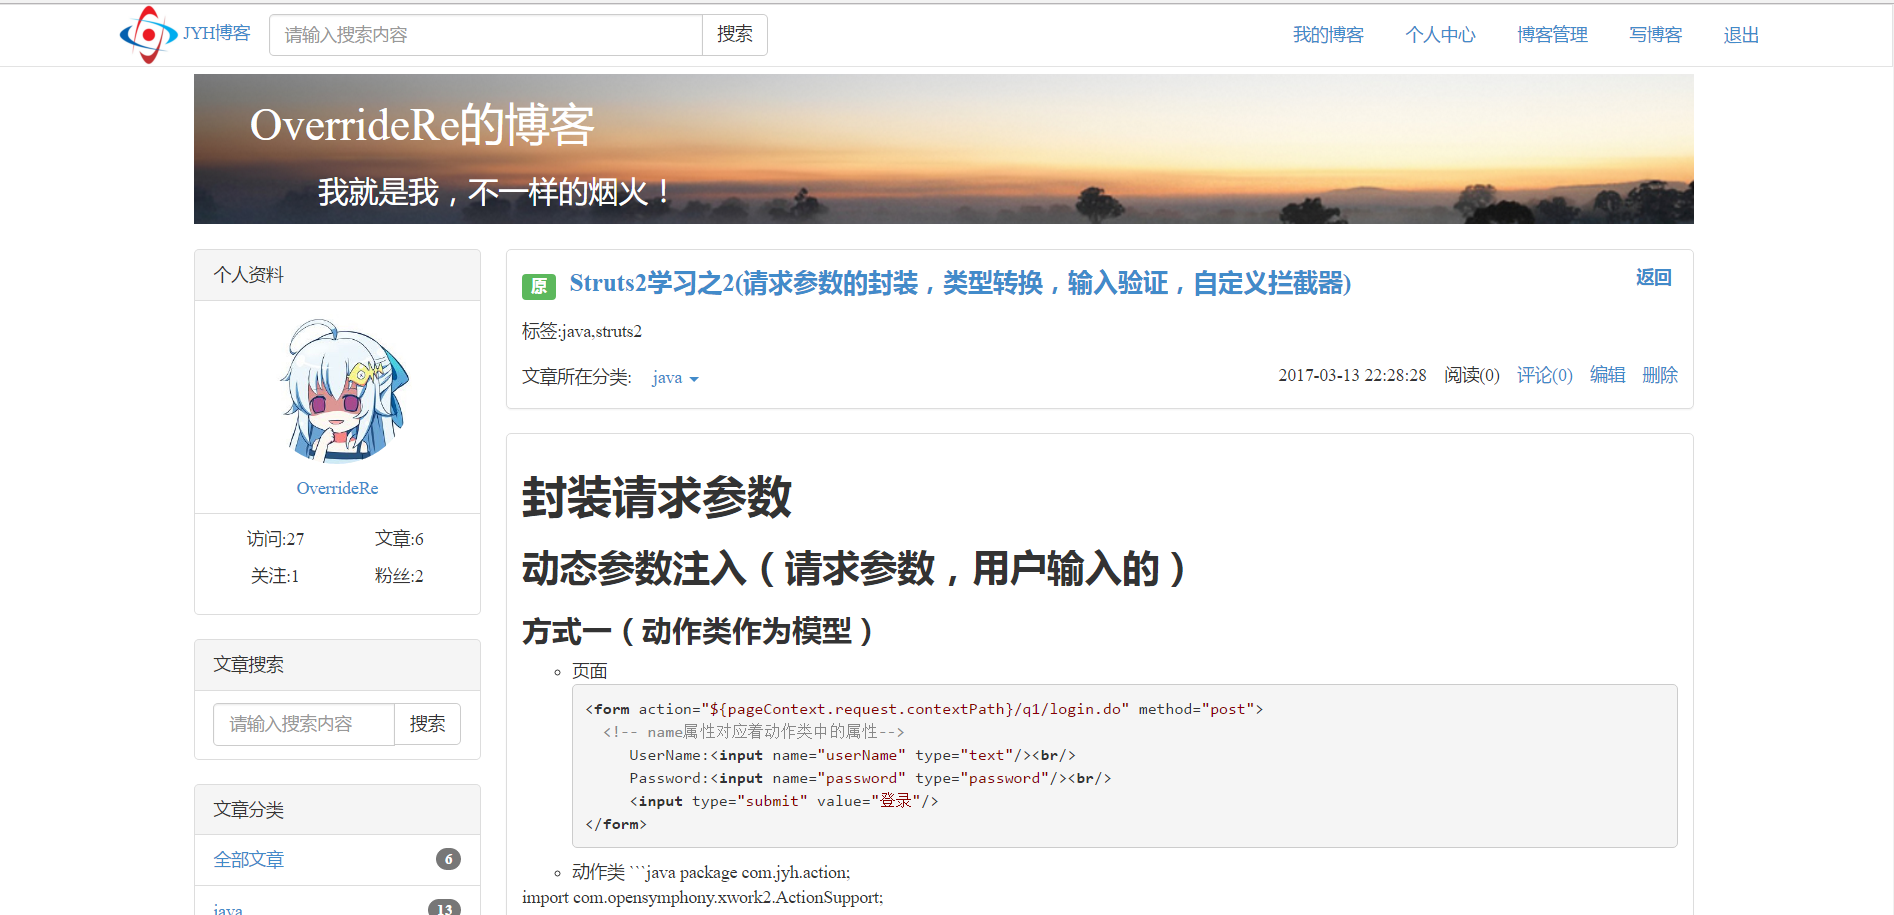 JYH博客
请输入搜索内容
搜索
我的博客
个人中心
博客管理
写博客
退出
OverrideRe的博客
我就是我，不一样的烟火！
个人资料
OverrideRe
访问:27 文章:6
关注:1 粉丝:2
文章搜索
请输入搜索内容
搜索
文章分类
全部文章 6
java 13
原 Struts2学习之2(请求参数的封装，类型转换，输入验证，自定义拦截器)
返回
标签:java,struts2
文章所在分类: java
2017-03-13 22:28:28 阅读(0) 评论(0) 编辑 删除
封装请求参数
动态参数注入（请求参数，用户输入的）
方式一（动作类作为模型）
页面
<form action="${pageContext.request.contextPath}/q1/login.do" method="post">
<!-- name属性对应着动作类中的属性-->
UserName:<input name="userName" type="text"/><br/>
Password:<input name="password" type="password"/><br/>
<input type="submit" value="登录"/>
</form>
动作类 ```java package com.jyh.action;
import com.opensymphony.xwork2.ActionSupport;